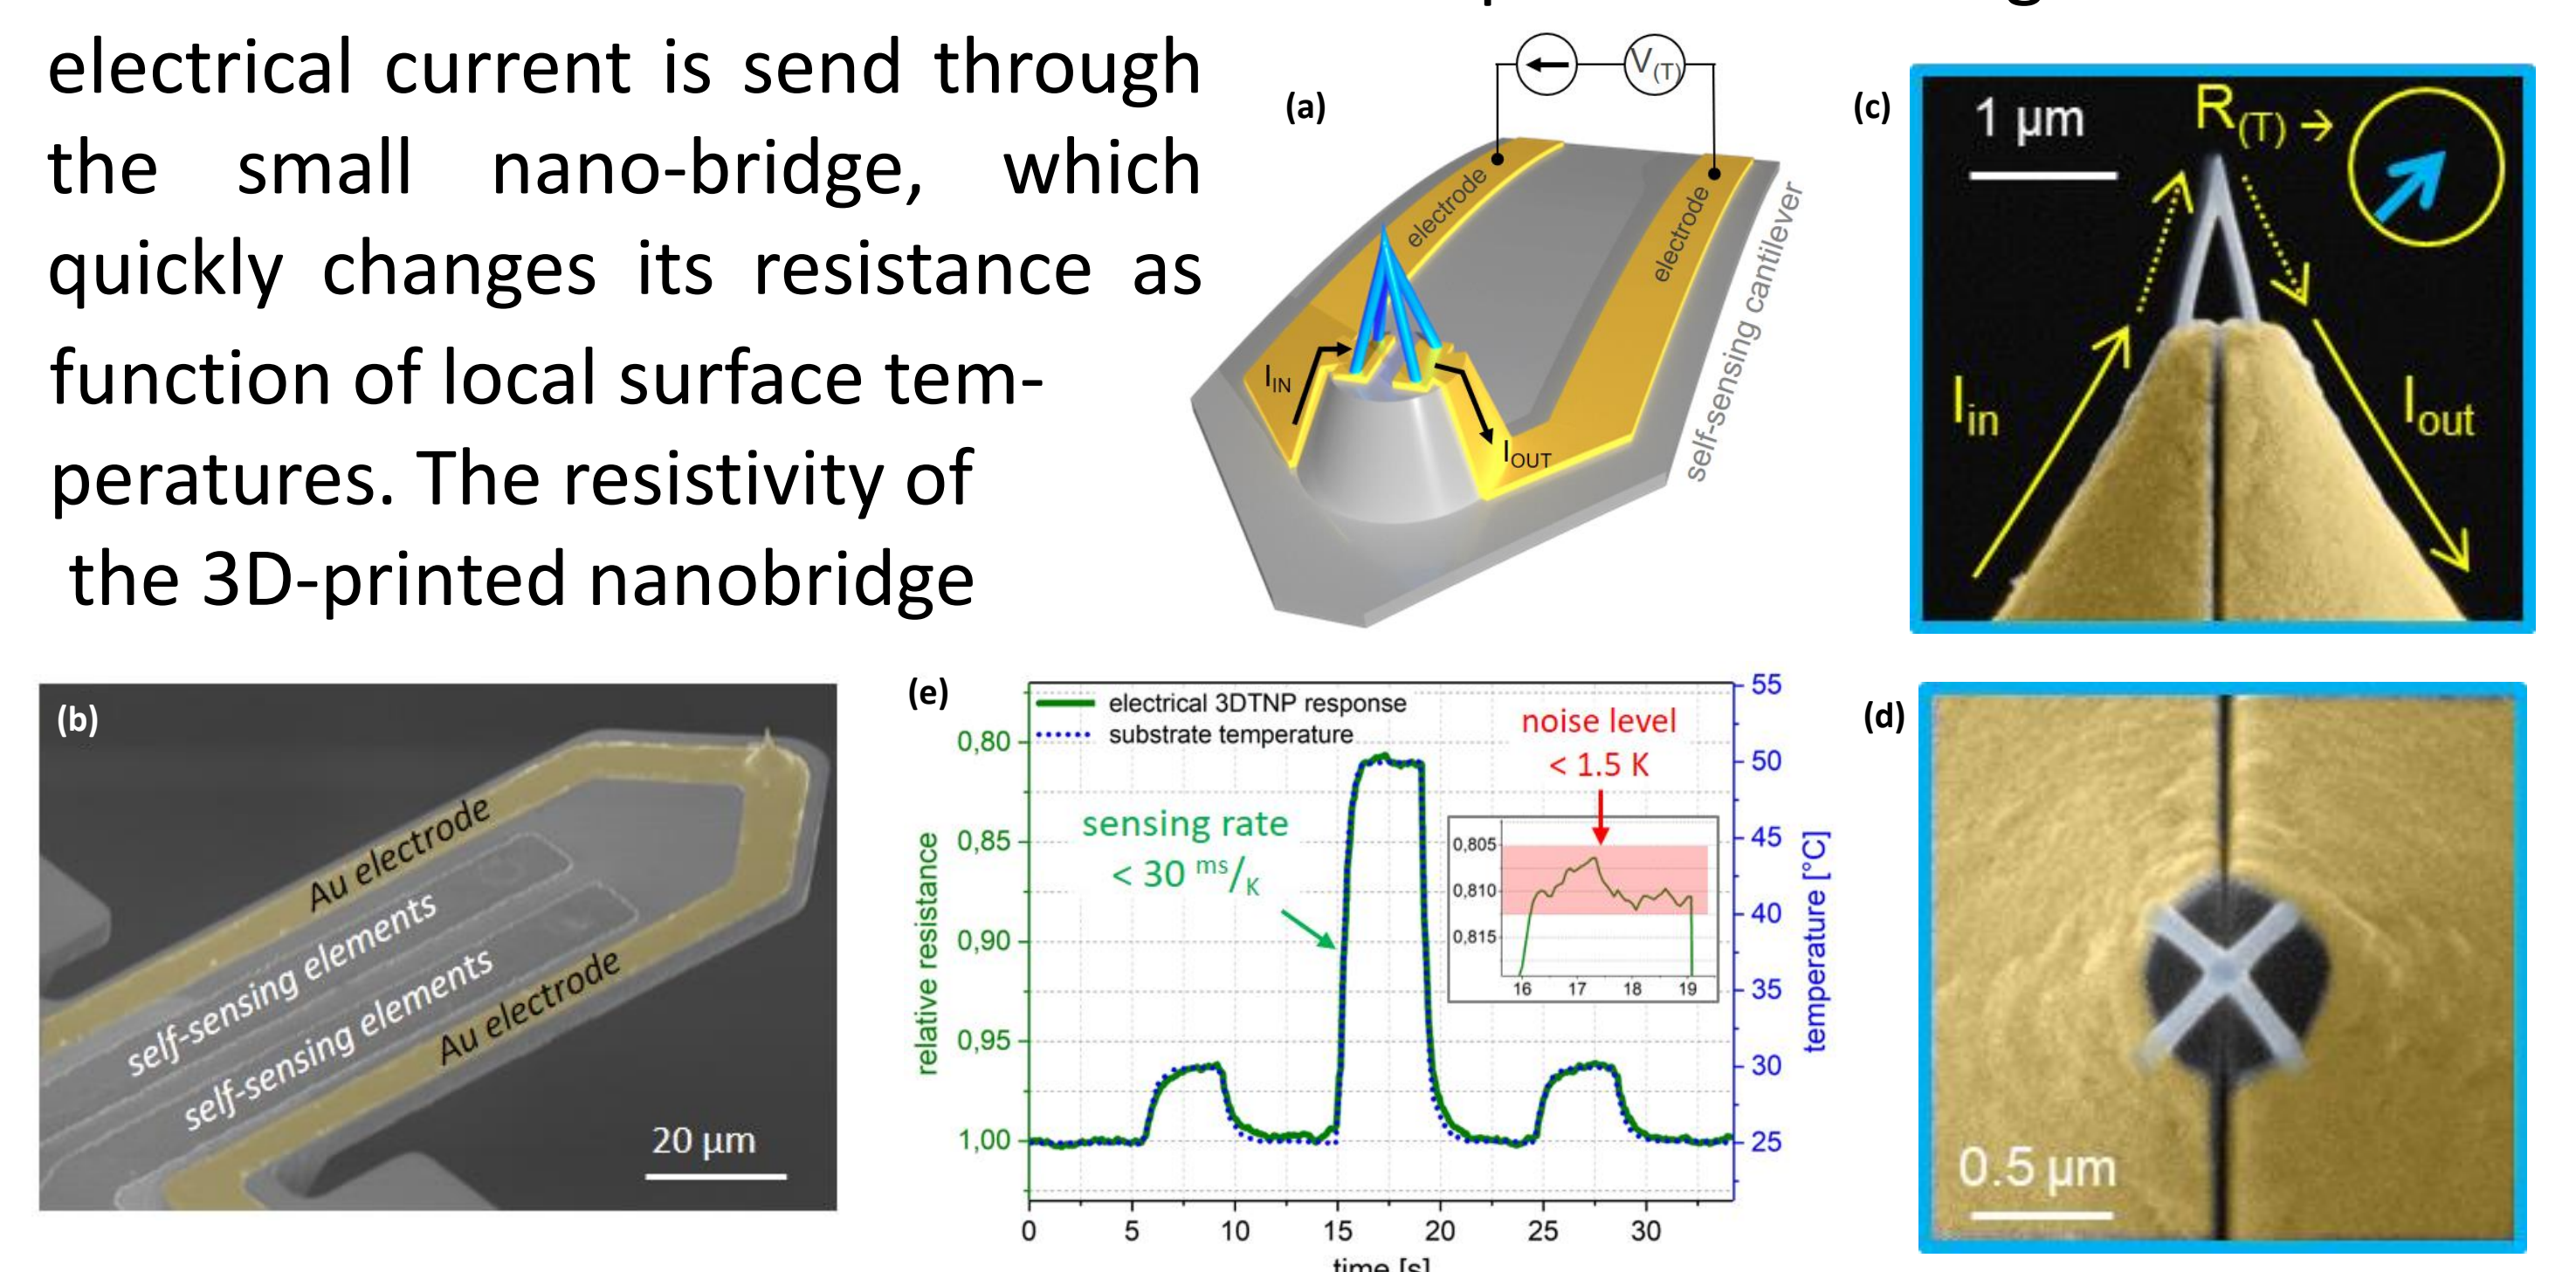 electrical current is send through
the small nano-bridge, which
quickly changes its resistance as
function of local surface tem-
peratures. The resistivity of
the 3D-printed nanobridge
(a)
V(T)
electrode
electrode
self-sensing cantilever
IIN
IOUT
(c)
1 µm
R(T) →
Iin
Iout
(b)
Au electrode
self-sensing elements
self-sensing elements
Au electrode
20 µm
(e)
electrical 3DTNP response
substrate temperature
noise level
< 1.5 K
sensing rate
< 30 ms/K
relative resistance
0,80
0,85
0,90
0,95
1,00
55
50
45
40
35
30
25
temperature [°C]
0,805
0,810
0,815
16 17 18 19
0 5 10 15 20 25 30
time [s]
(d)
0.5 µm